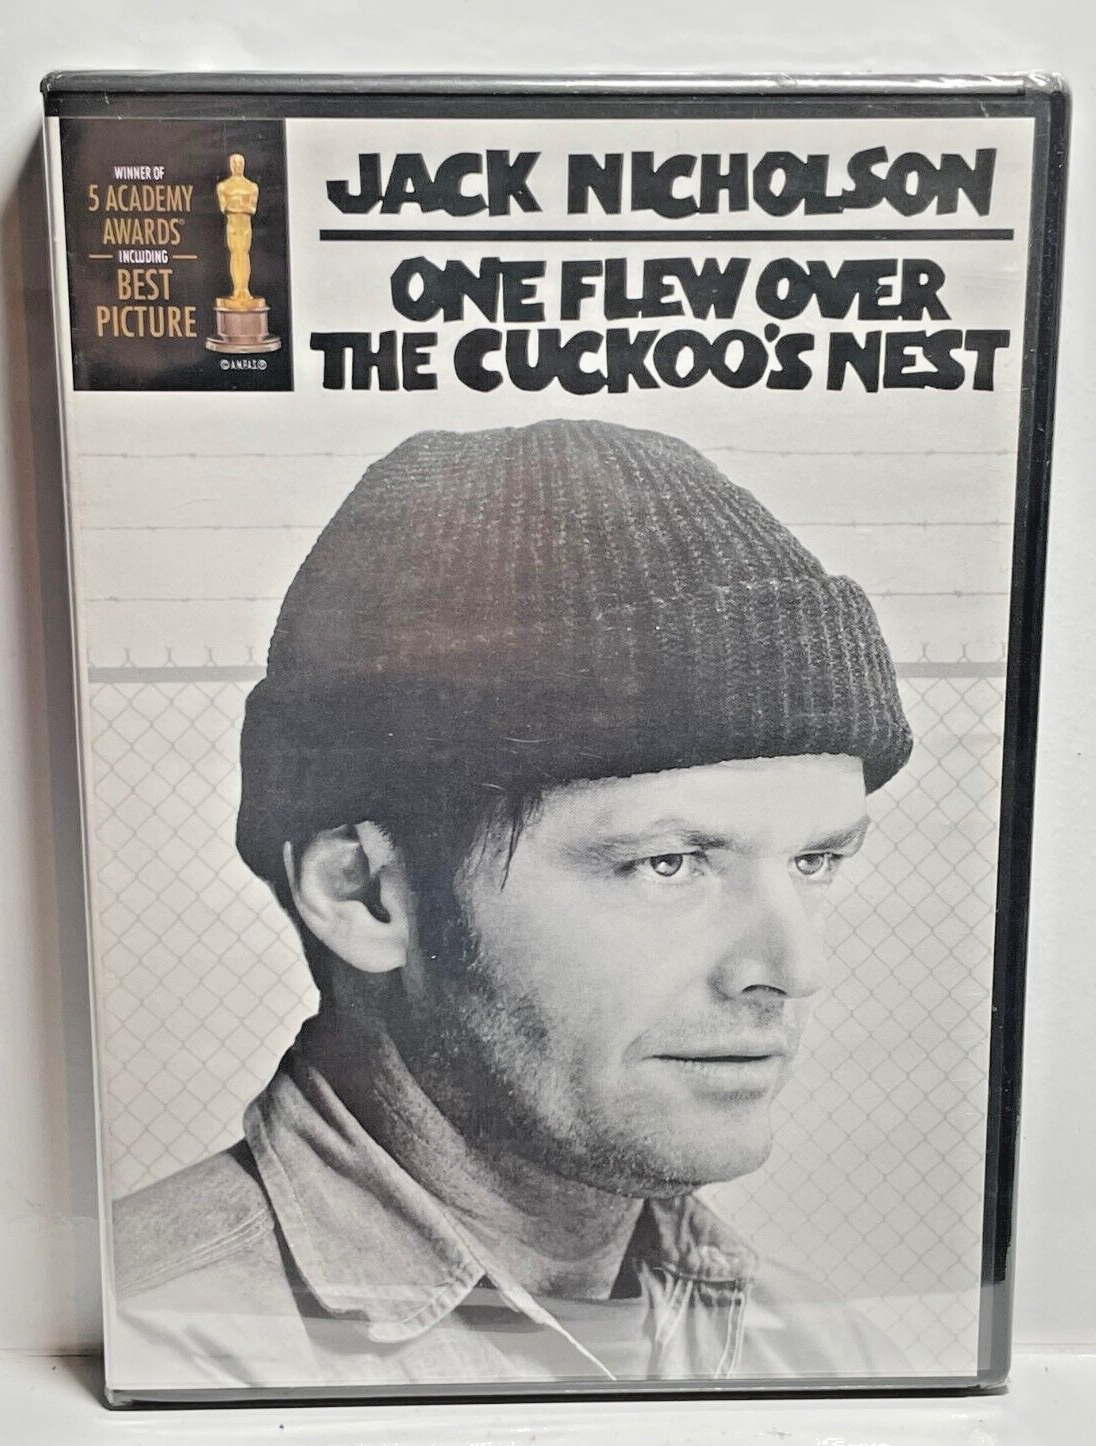 WINNER OF
5 ACADEMY
AWARDS®
INCLUDING
BEST
PICTURE
©A.M.P.A.S.®
JACK NICHOLSON
ONE FLEW OVER
THE CUCKOO'S NEST